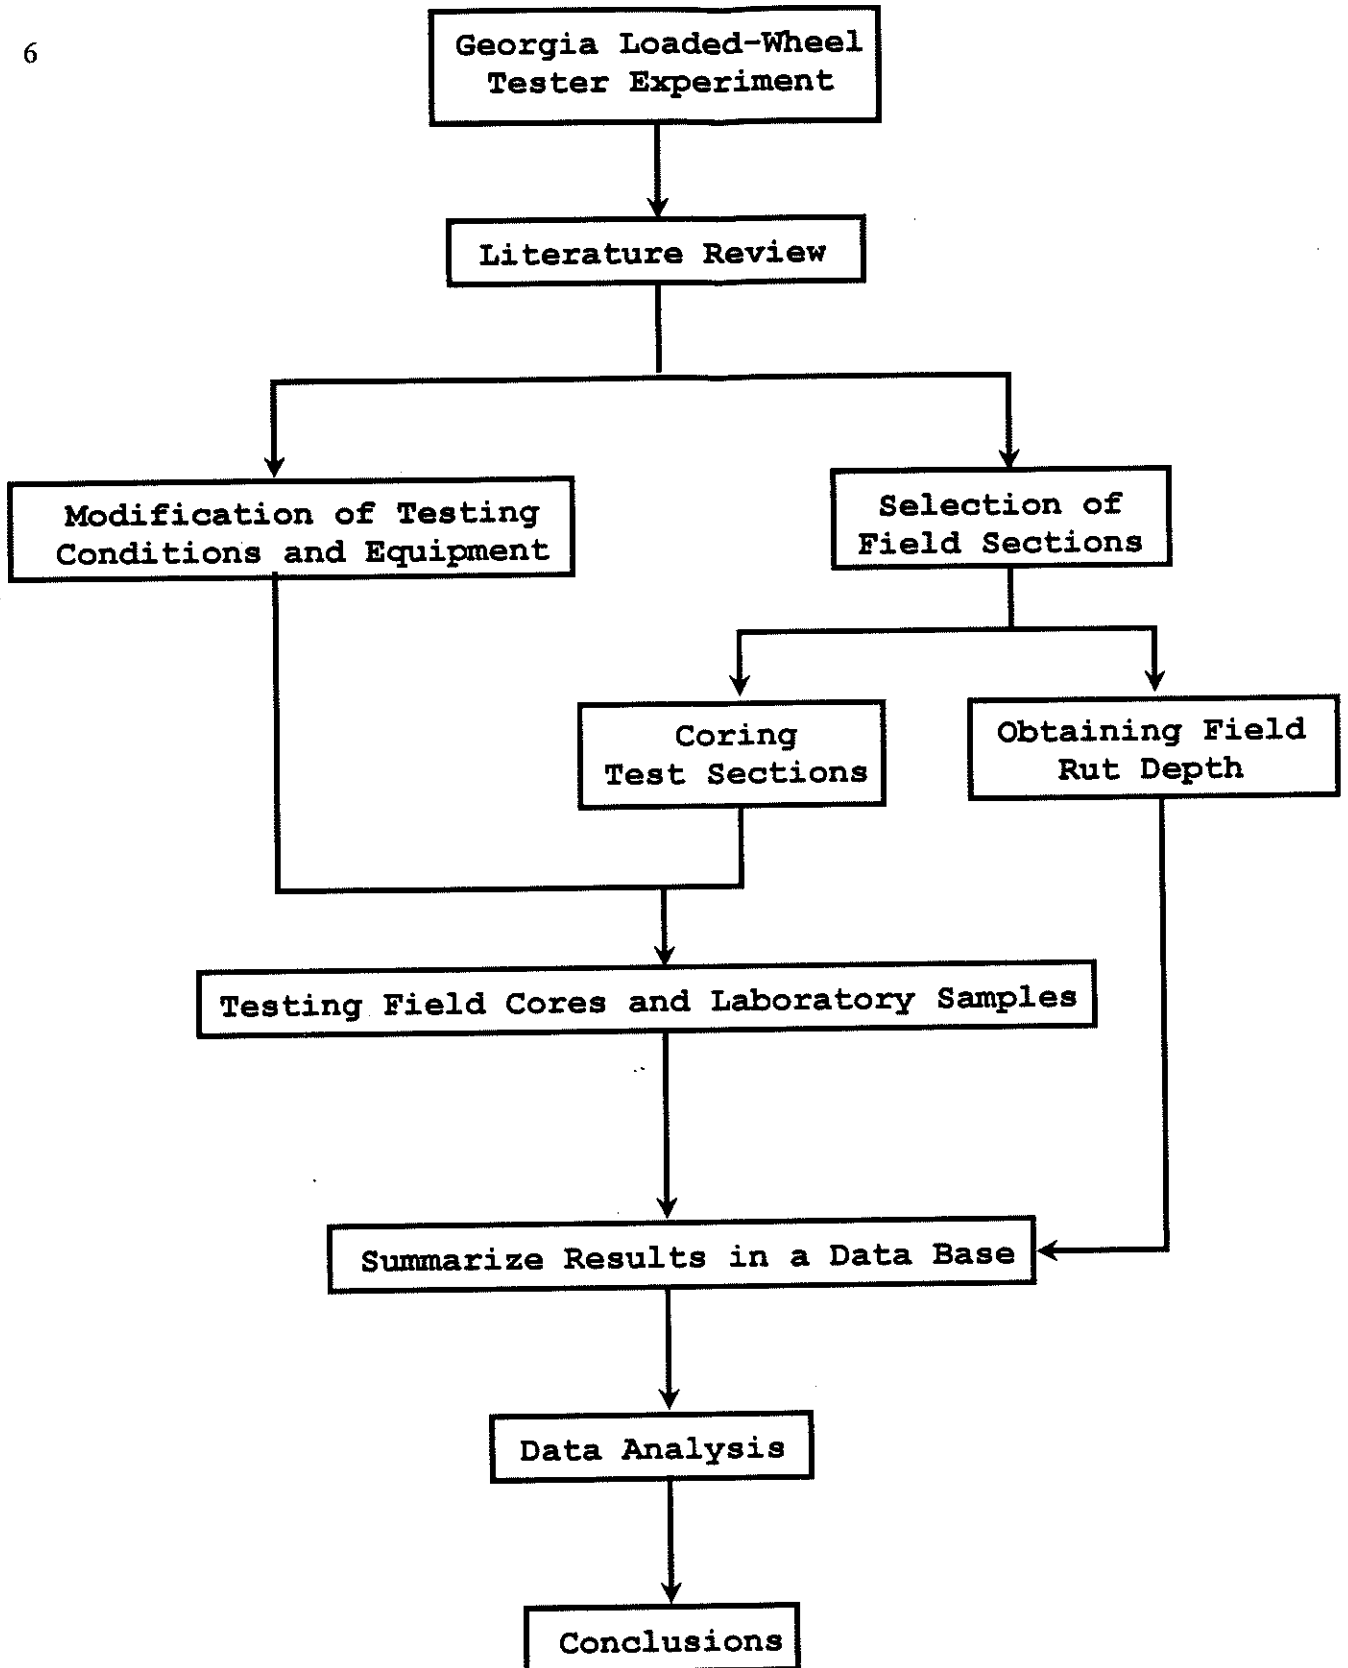 6
Georgia Loaded-Wheel
Tester Experiment
Literature Review
Modification of Testing
Conditions and Equipment
Selection of
Field Sections
Coring
Test Sections
Obtaining Field
Rut Depth
Testing Field Cores and Laboratory Samples
Summarize Results in a Data Base
Data Analysis
Conclusions